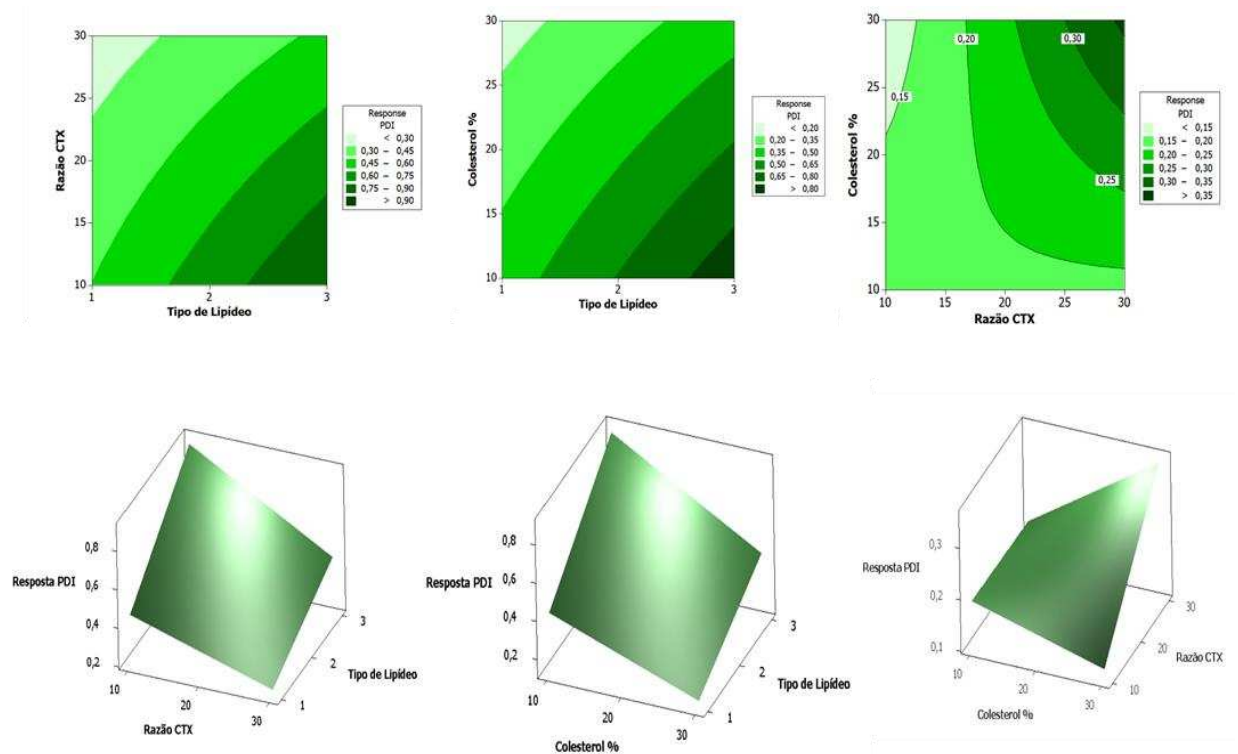 30
25
20
15
10
Razão CTX
1
2
3
Tipo de Lipídeo
Response
PDI
< 0,30
0,30 – 0,45
0,45 – 0,60
0,60 – 0,75
0,75 – 0,90
> 0,90
30
25
20
15
10
Colesterol %
1
2
3
Tipo de Lipídeo
Response
PDI
< 0,20
0,20 – 0,35
0,35 – 0,50
0,50 – 0,65
0,65 – 0,80
> 0,80
30
25
20
15
10
Colesterol %
0,15
0,20
0,30
0,25
10
15
20
25
30
Razão CTX
Response
PDI
< 0,15
0,15 – 0,20
0,20 – 0,25
0,25 – 0,30
0,30 – 0,35
> 0,35
Resposta PDI
0,8
0,6
0,4
0,2
10
20
30
Razão CTX
1
2
3
Tipo de Lipídeo
Resposta PDI
0,8
0,6
0,4
0,2
10
20
30
Colesterol %
1
2
3
Tipo de Lipídeo
Resposta PDI
0,3
0,2
0,1
10
20
30
Colesterol %
10
20
30
Razão CTX